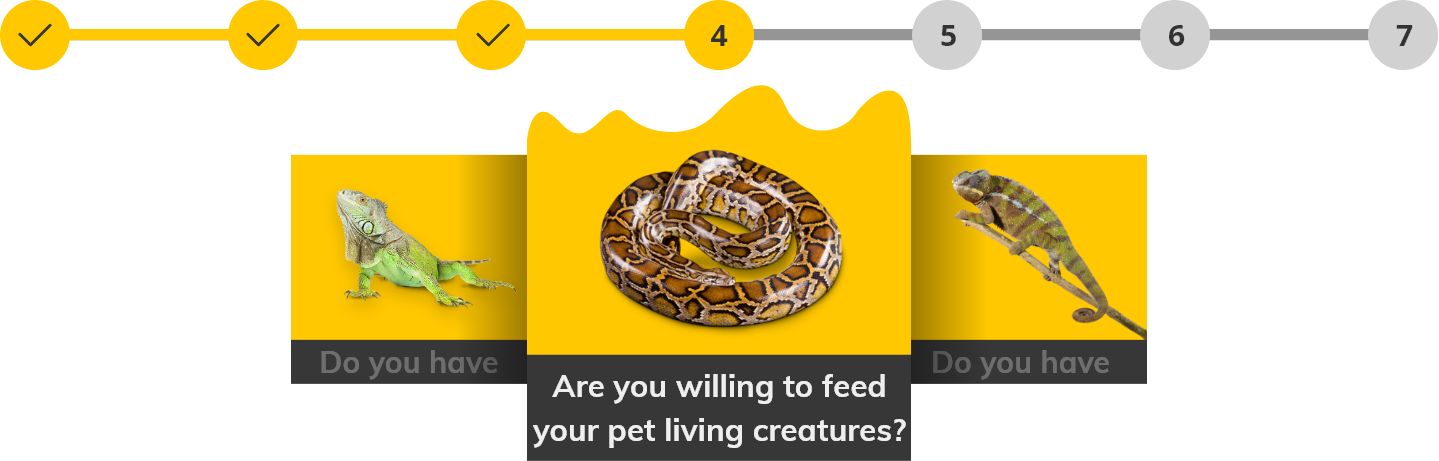 4
5
6
7
Do you have
Are you willing to feed
your pet living creatures?
Do you have